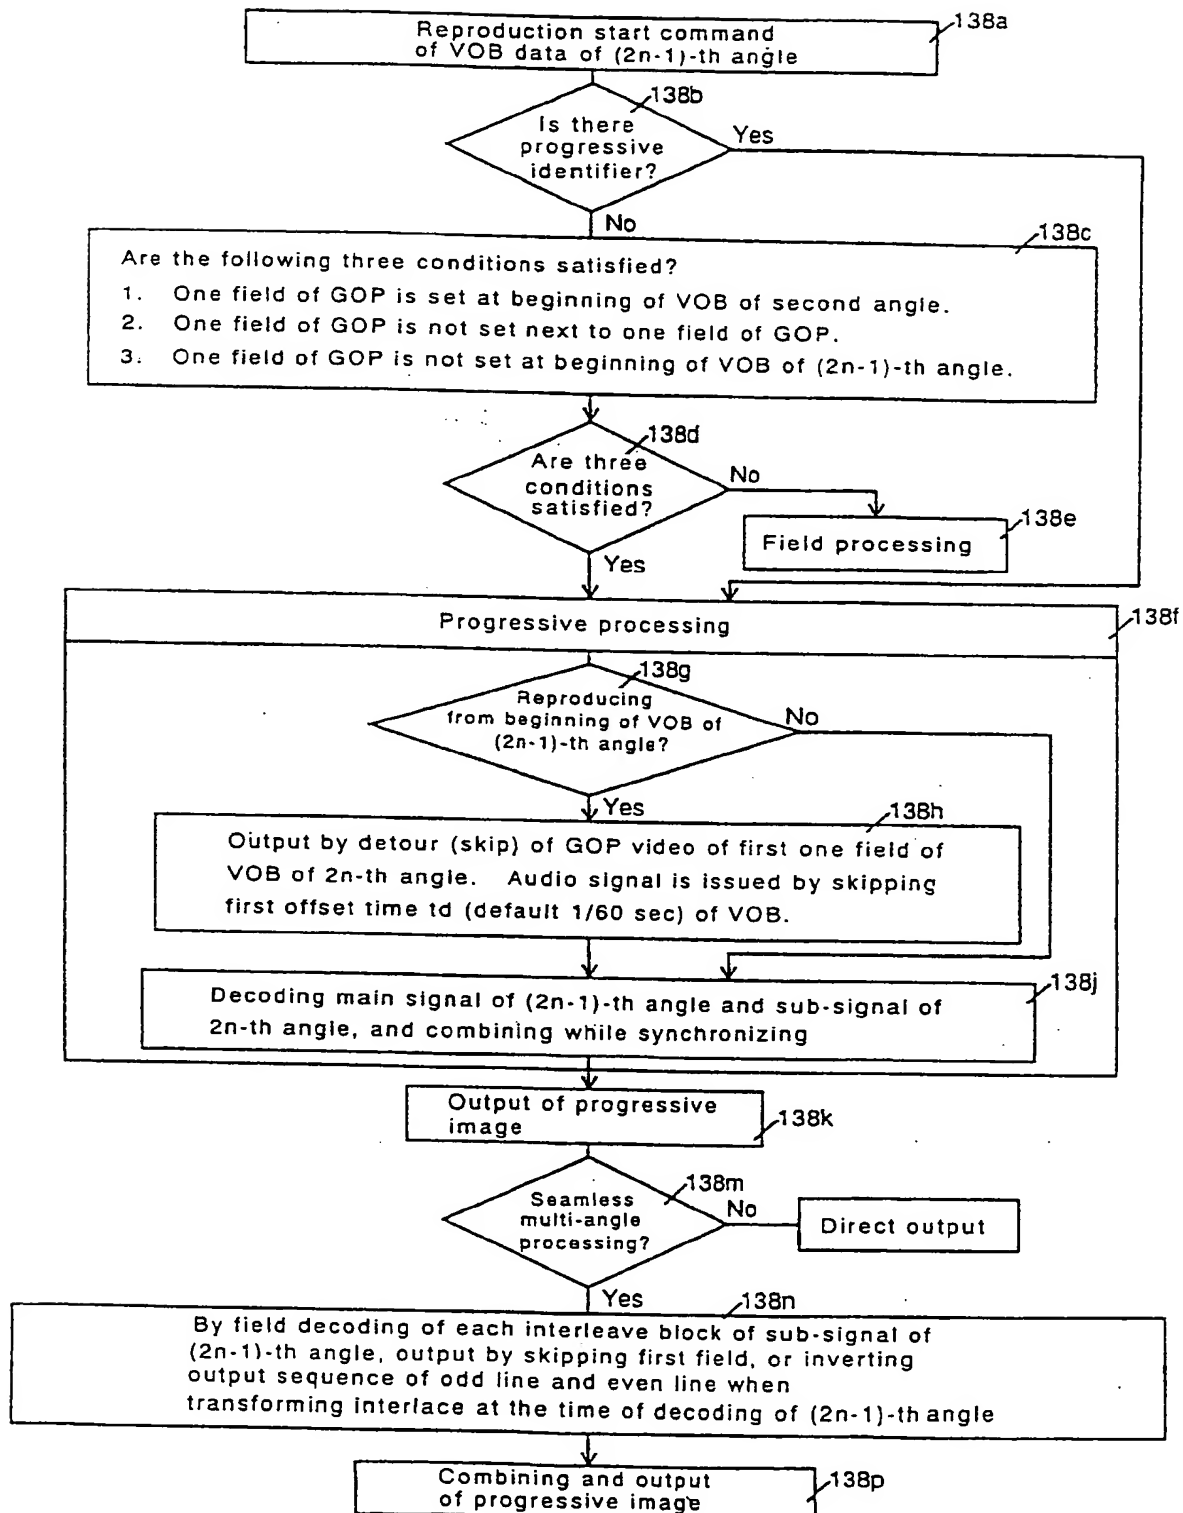 Reproduction start command
of VOB data of (2n-1)-th angle
138a
138b
Is there
progressive
identifier?
Yes
No
138c
Are the following three conditions satisfied?
1. One field of GOP is set at beginning of VOB of second angle.
2. One field of GOP is not set next to one field of GOP.
3. One field of GOP is not set at beginning of VOB of (2n-1)-th angle.
138d
Are three
conditions
satisfied?
No
138e
Field processing
Yes
Progressive processing
138f
138g
Reproducing
from beginning of VOB of
(2n-1)-th angle?
No
Yes
138h
Output by detour (skip) of GOP video of first one field of
VOB of 2n-th angle. Audio signal is issued by skipping
first offset time td (default 1/60 sec) of VOB.
138j
Decoding main signal of (2n-1)-th angle and sub-signal of
2n-th angle, and combining while synchronizing
Output of progressive
image
138k
138m
Seamless
multi-angle
processing?
No
Direct output
Yes
138n
By field decoding of each interleave block of sub-signal of
(2n-1)-th angle, output by skipping first field, or inverting
output sequence of odd line and even line when
transforming interlace at the time of decoding of (2n-1)-th angle
Combining and output
of progressive image
138p